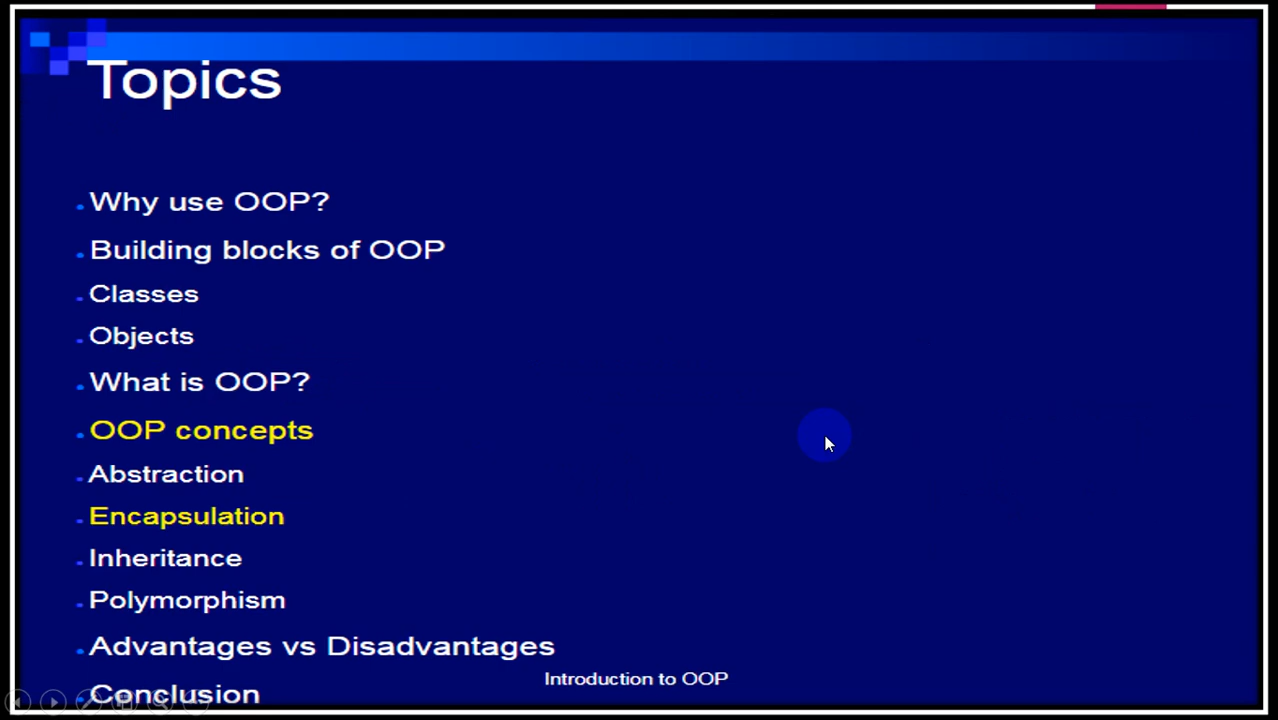 Topics
Why use OOP?
Building blocks of OOP
Classes
Objects
What is OOP?
OOP concepts
Abstraction
Encapsulation
Inheritance
Polymorphism
Advantages vs Disadvantages
Introduction to OOP
Conclusion